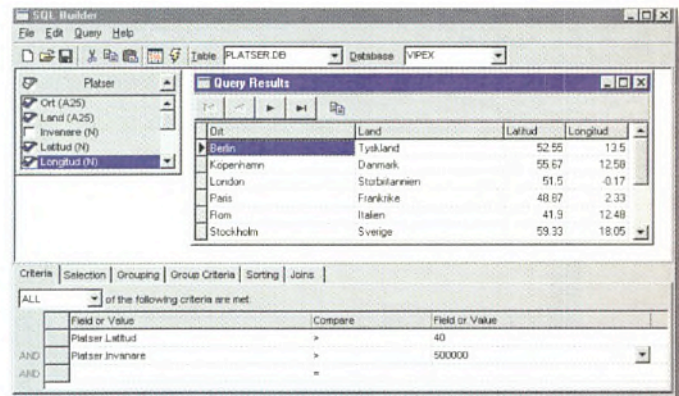 SQL Builder
File Edit Query Help
Table PLATSER.DB Database VIPEX
Platser
Ort (A25)
Land (A25)
Invanare (N)
Latitud (N)
Longitud (N)
Query Results
Ort Land Latitud Longitud
Berlin Tyskland 52.55 13.5
Kopenhamn Danmark 55.67 12.58
London Storbritannien 51.5 -0.17
Paris Frankrike 48.87 2.33
Rom Italien 41.9 12.48
Stockholm Sverige 59.33 18.05
Criteria Selection Grouping Group Criteria Sorting Joins
ALL of the following criteria are met.
Field or Value Compare Field or Value
Platser.Latitud > 40
AND Platser.Invanare > 500000
AND =